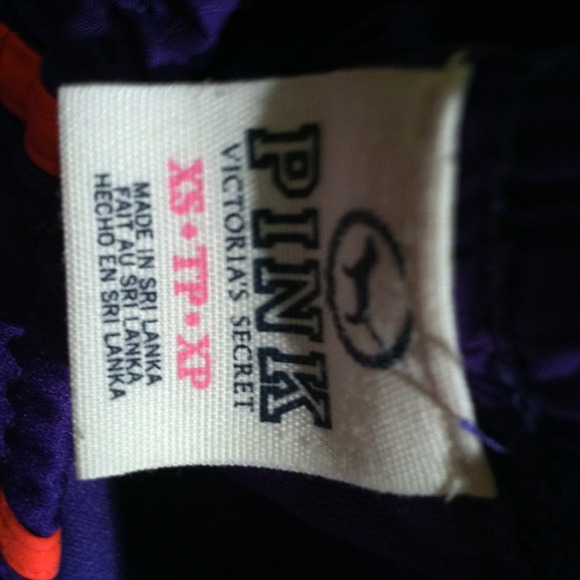 PINK
VICTORIA'S SECRET
XS • TP • XP
MADE IN SRI LANKA
FAIT AU SRI LANKA
HECHO EN SRI LANKA